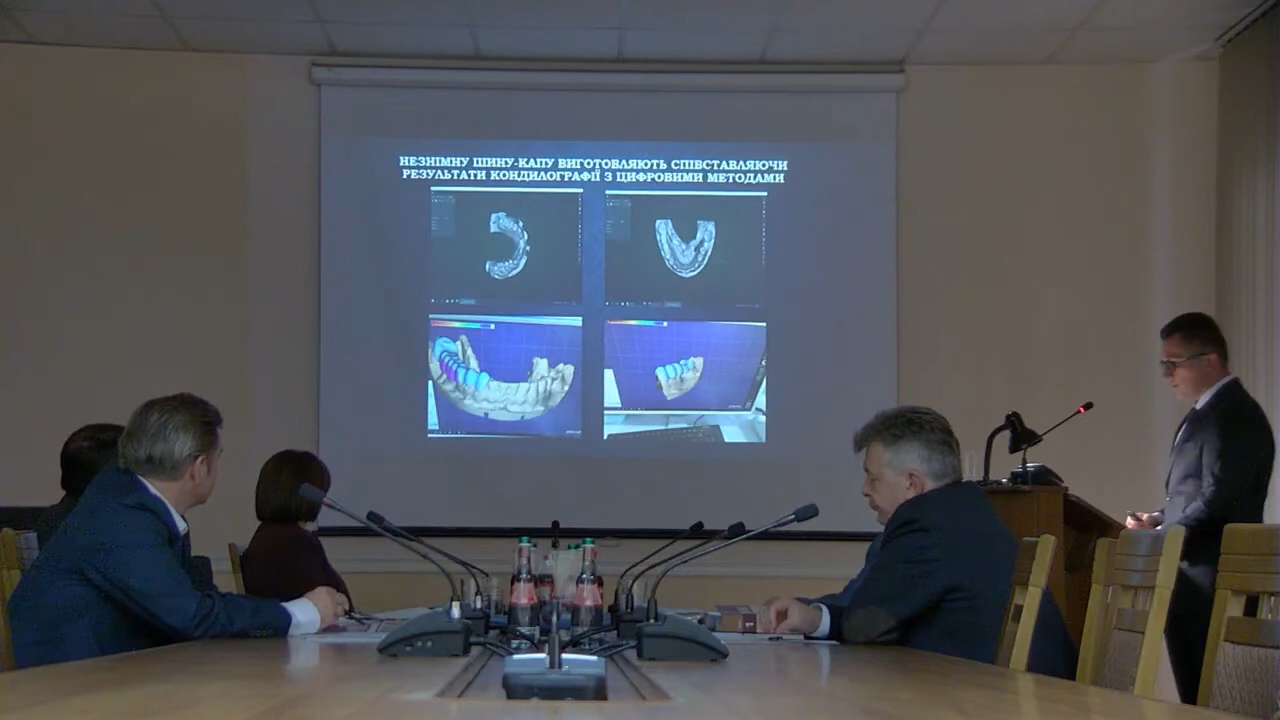 НЕЗНІМНУ ШИНУ-КАПУ ВИГОТОВЛЯЮТЬ СПІВСТАВЛЯЮЧИ
РЕЗУЛЬТАТИ КОНДИЛОГРАФІЇ З ЦИФРОВИМИ МЕТОДАМИ